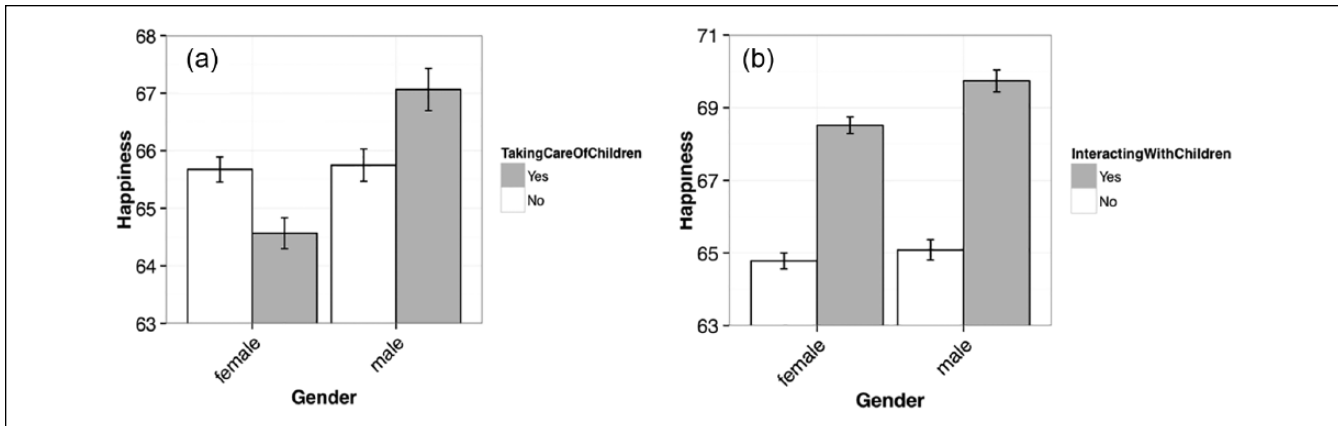 (a)
68
67
66
65
64
63
Happiness
female
male
Gender
TakingCareOfChildren
Yes
No
(b)
71
69
67
65
63
Happiness
female
male
Gender
InteractingWithChildren
Yes
No